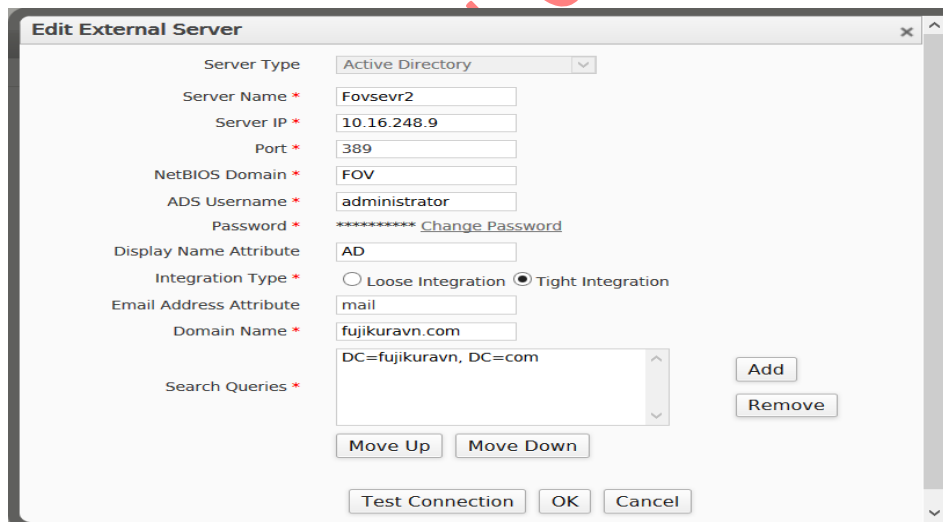 Edit External Server
Server Type Active Directory
Server Name * Fovsevr2
Server IP * 10.16.248.9
Port * 389
NetBIOS Domain * FOV
ADS Username * administrator
Password * ********** Change Password
Display Name Attribute AD
Integration Type * Loose Integration Tight Integration
Email Address Attribute mail
Domain Name * fujikuravn.com
Search Queries * DC=fujikuravn, DC=com
Add
Remove
Move Up Move Down
Test Connection OK Cancel